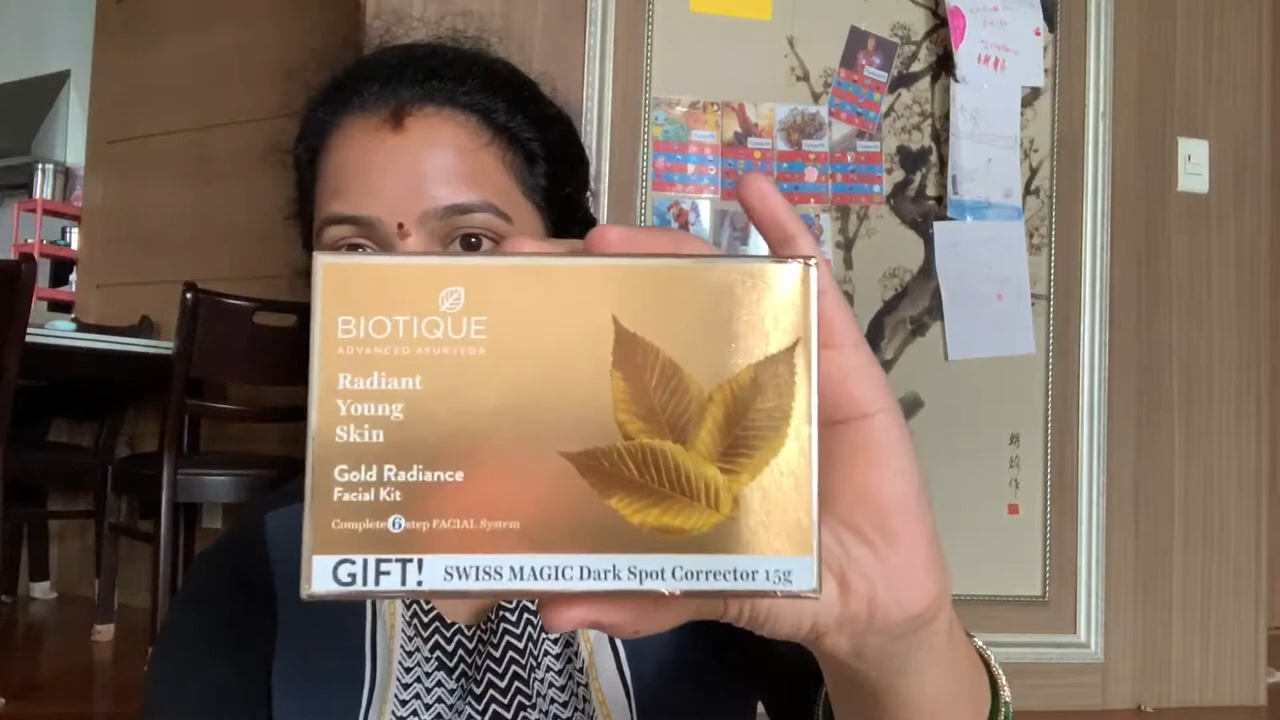 BIOTIQUE
ADVANCED AYURVEDA
Radiant
Young
Skin
Gold Radiance
Facial Kit
Complete 6 step FACIAL System
GIFT! SWISS MAGIC Dark Spot Corrector 15g